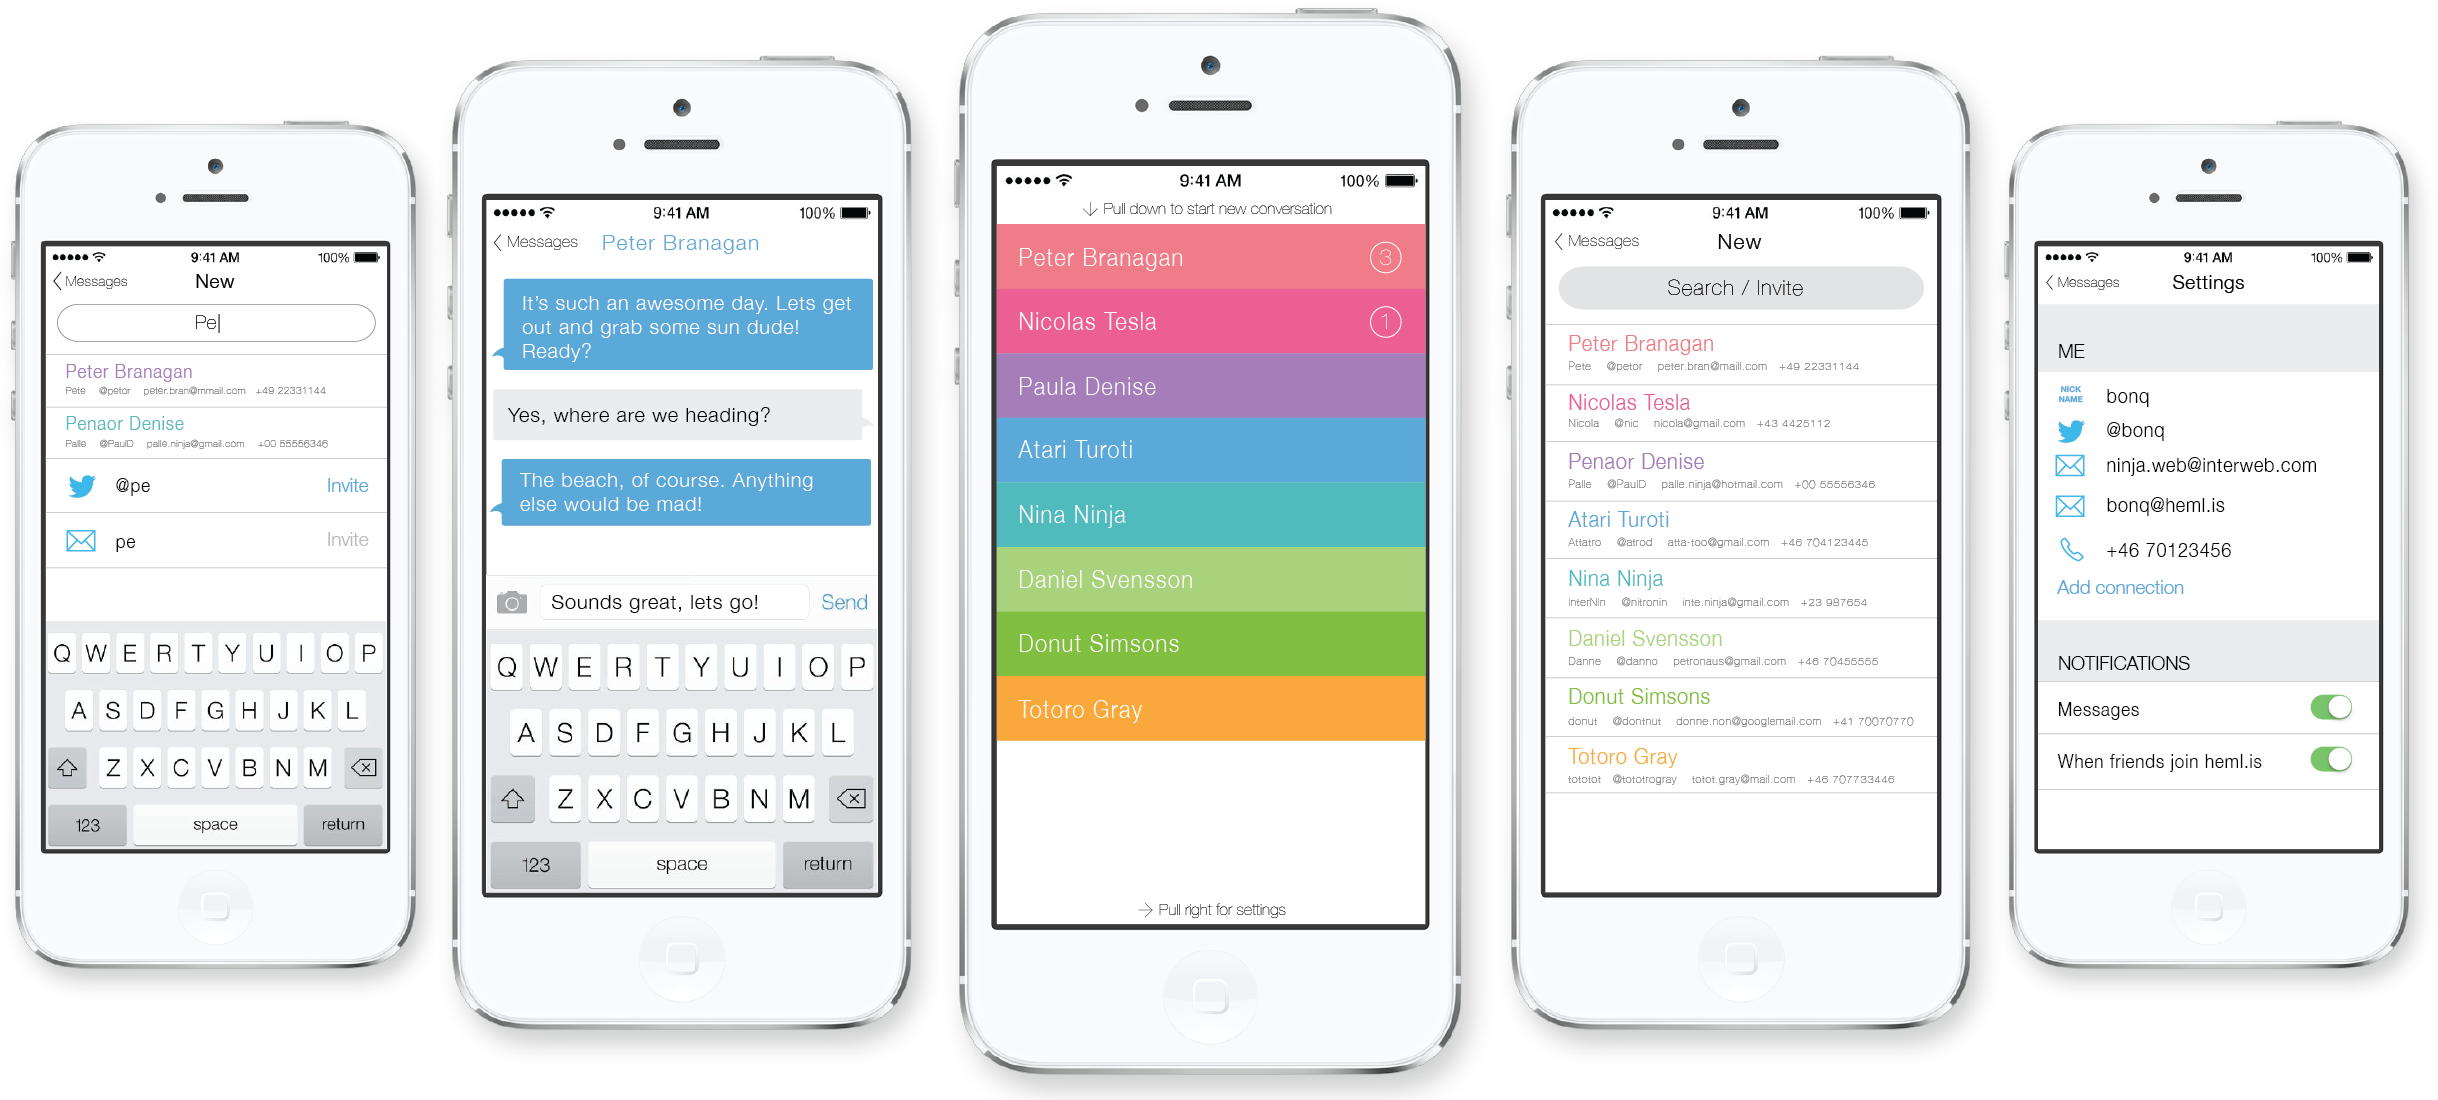 9:41 AM 100%
Messages New
Pe
Peter Branagan
Pete @petor peter.bran@mmail.com +49 22331144
Penaor Denise
Palle @PaulD palle.ninja@gmail.com +00 55556346
@pe Invite
pe Invite
Q W E R T Y U I O P
A S D F G H J K L
Z X C V B N M
123 space return
9:41 AM 100%
Messages Peter Branagan
It's such an awesome day. Lets get
out and grab some sun dude!
Ready?
Yes, where are we heading?
The beach, of course. Anything
else would be mad!
Sounds great, lets go! Send
Q W E R T Y U I O P
A S D F G H J K L
Z X C V B N M
123 space return
9:41 AM 100%
Pull down to start new conversation
Peter Branagan 3
Nicolas Tesla 1
Paula Denise
Atari Turoti
Nina Ninja
Daniel Svensson
Donut Simsons
Totoro Gray
Pull right for settings
9:41 AM 100%
Messages New
Search / Invite
Peter Branagan
Pete @petor peter.bran@maill.com +49 22331144
Nicolas Tesla
Nicola @nic nicola@gmail.com +43 4425112
Penaor Denise
Palle @PaulD palle.ninja@hotmail.com +00 55556346
Atari Turoti
Attatro @atrod atta-too@gmail.com +46 704123445
Nina Ninja
InterNin @nitronin inte.ninja@gmail.com +23 987654
Daniel Svensson
Danne @danno petronaus@gmail.com +46 70455555
Donut Simsons
donut @dontnut donne.non@googlemail.com +41 70070770
Totoro Gray
tototot @tototrogray totot.gray@mail.com +46 707733446
9:41 AM 100%
Messages Settings
ME
NICK
NAME bonq
@bonq
ninja.web@interweb.com
bonq@heml.is
+46 70123456
Add connection
NOTIFICATIONS
Messages
When friends join heml.is